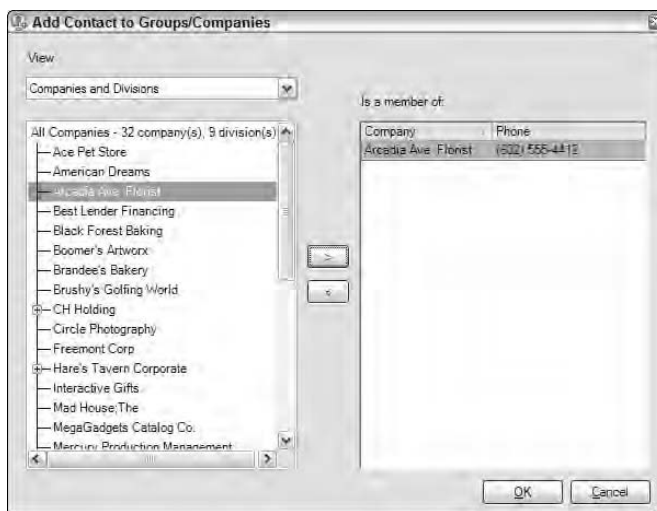 Add Contact to Groups/Companies
View
Companies and Divisions
All Companies - 32 company(s), 9 division(s)
Ace Pet Store
American Dreams
Arcadia Ave. Florist
Best Lender Financing
Black Forest Baking
Boomer's Artworx
Brandee's Bakery
Brushy's Golfing World
CH Holding
Circle Photography
Freemont Corp
Hare's Tavern Corporate
Interactive Gifts
Mad House;The
MegaGadgets Catalog Co.
Mercury Production Management
>
<
Is a member of:
Company Phone
Arcadia Ave. Florist (602) 555-4412
OK Cancel